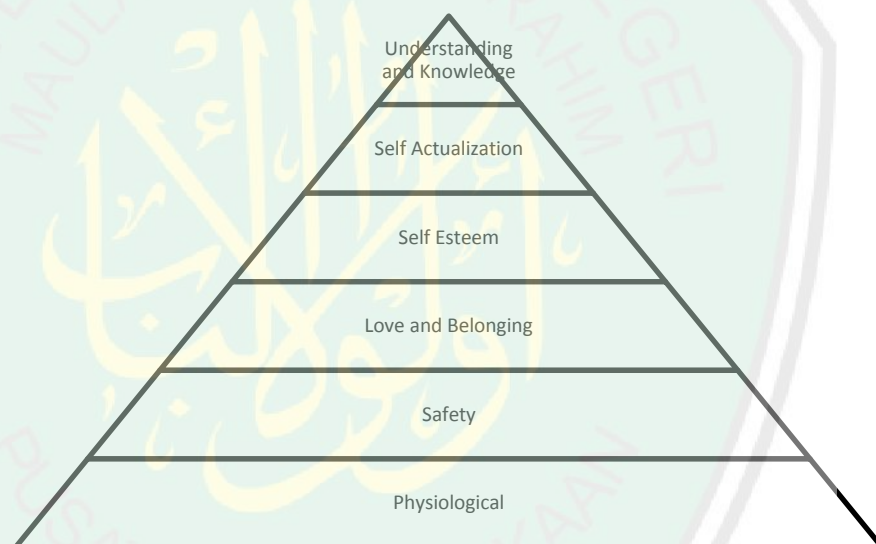 Understanding
and Knowledge
Self Actualization
Self Esteem
Love and Belonging
Safety
Physiological